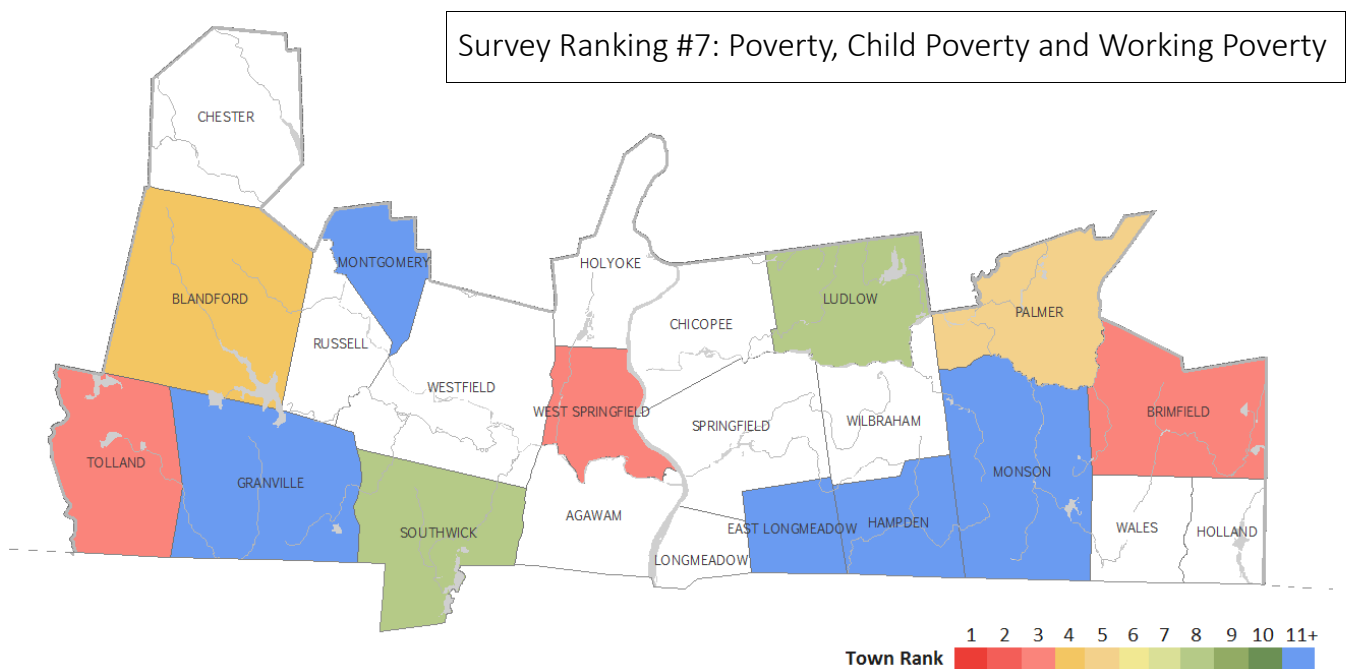 Survey Ranking #7: Poverty, Child Poverty and Working Poverty
CHESTER
MONTGOMERY
HOLYOKE
BLANDFORD
LUDLOW
PALMER
CHICOPEE
RUSSELL
WESTFIELD
WEST SPRINGFIELD
BRIMFIELD
SPRINGFIELD
WILBRAHAM
TOLLAND
MONSON
GRANVILLE
AGAWAM
HAMPDEN
EAST LONGMEADOW
WALES
HOLLAND
SOUTHWICK
LONGMEADOW
1 2 3 4 5 6 7 8 9 10 11+
Town Rank